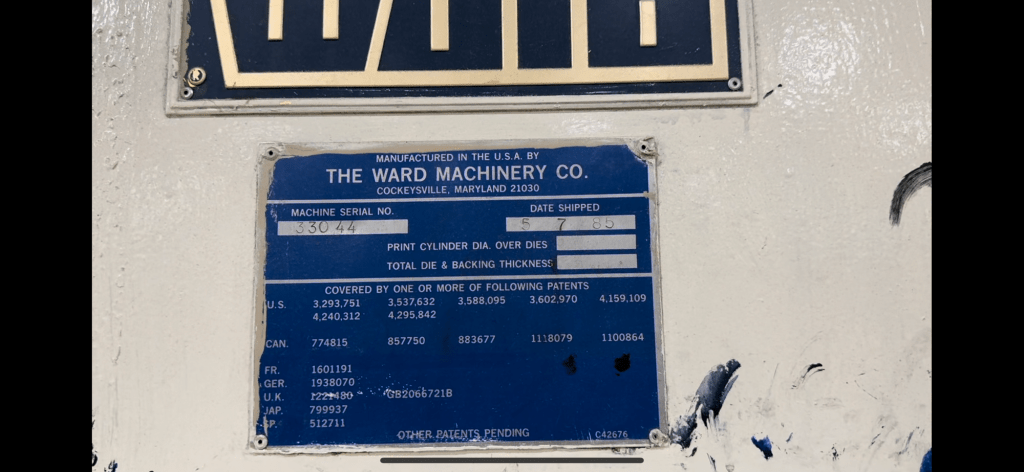 MANUFACTURED IN THE U.S.A. BY
THE WARD MACHINERY CO.
COCKEYSVILLE, MARYLAND 21030
MACHINE SERIAL NO. DATE SHIPPED
33044 5 7 85
PRINT CYLINDER DIA. OVER DIES
TOTAL DIE & BACKING THICKNESS
COVERED BY ONE OR MORE OF FOLLOWING PATENTS
U.S. 3,293,751 3,537,632 3,588,095 3,602,970 4,159,109
4,240,312 4,295,842
CAN. 774815 857750 883677 1118079 1100864
FR. 1601191
GER. 1938070
U.K. 1221480 GB2066721B
JAP. 799937
SP. 512711
OTHER PATENTS PENDING C42676